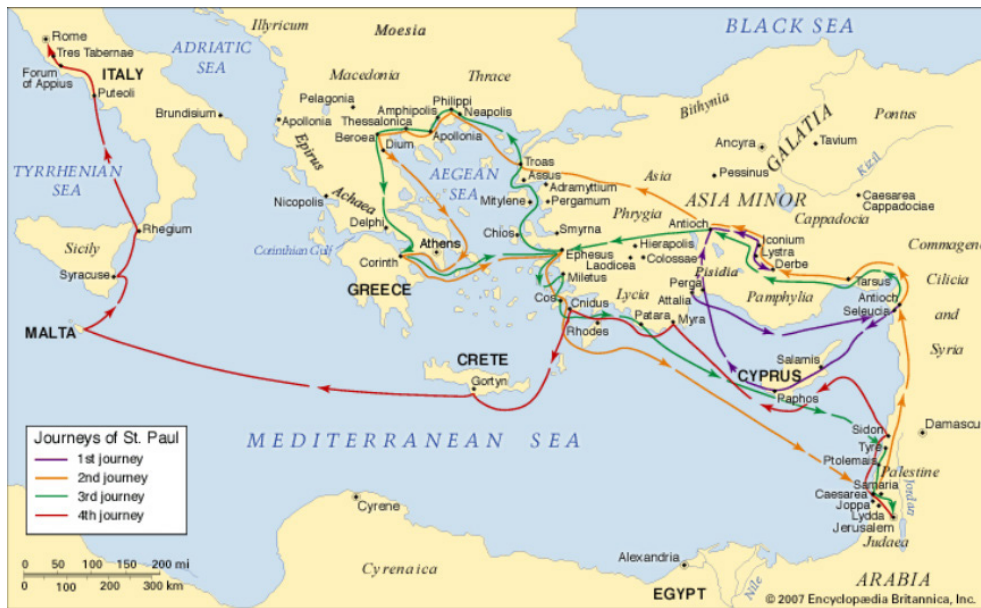 BLACK SEA
Illyricum
Moesia
Rome
Tres Tabernae
ADRIATIC
SEA
ITALY
Forum
of Appius
Puteoli
Brundisium
Macedonia
Thrace
Pelagonia
Philippi
Amphipolis
Neapolis
Thessalonica
Apollonia
Beroea
Apollonia
Dium
Epirus
Bithynia
GALATIA
Pontus
Ancyra
Tavium
Kizil
Pessinus
TYRRHENIAN
SEA
AEGEAN
SEA
Troas
Assus
Asia
Adramyttium
Mitylene
Pergamum
ASIA MINOR
Caesarea
Cappadociae
Cappadocia
Nicopolis
Achaea
Phrygia
Antioch
Delphi
Chios
Smyrna
Iconium
Commagene
Sicily
Rhegium
Corinthian Gulf
Athens
Ephesus
Hierapolis
Lystra
Corinth
Laodicea
Colossae
Derbe
Cilicia
Syracuse
GREECE
Miletus
Pisidia
Tarsus
Perga
Pamphylia
Antioch
Cos
Cnidus
Lycia
Attalia
Seleucia
and
MALTA
Rhodes
Patara
Myra
Syria
CRETE
Salamis
CYPRUS
Gortyn
Paphos
Journeys of St. Paul
1st journey
2nd journey
3rd journey
4th journey
MEDITERRANEAN SEA
Sidon
Damascu
Tyre
Ptolemais
Palestine
Samaria
Caesarea
Jordan
Joppa
Lydda
Jerusalem
Judaea
Cyrene
Alexandria
0 50 100 150 200 mi
0 100 200 300 km
Cyrenaica
EGYPT
Nile
ARABIA
© 2007 Encyclopædia Britannica, Inc.